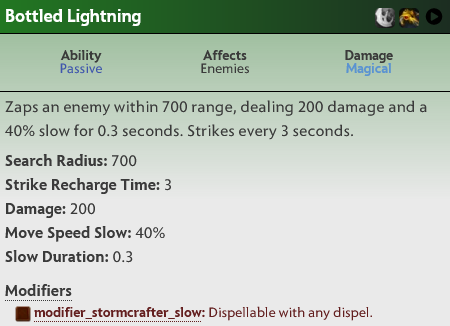 Bottled Lightning
Ability
Passive
Affects
Enemies
Damage
Magical
Zaps an enemy within 700 range, dealing 200 damage and a
40% slow for 0.3 seconds. Strikes every 3 seconds.
Search Radius: 700
Strike Recharge Time: 3
Damage: 200
Move Speed Slow: 40%
Slow Duration: 0.3
Modifiers
modifier_stormcrafter_slow: Dispellable with any dispel.